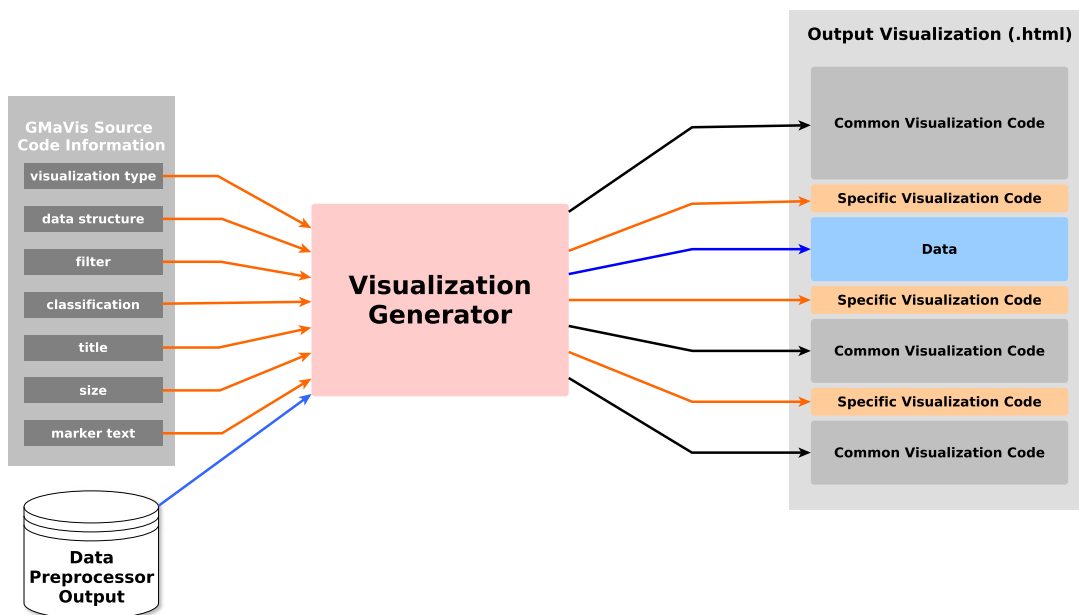 GMaVis Source
Code Information
visualization type
data structure
filter
classification
title
size
marker text
Data
Preprocessor
Output
Visualization
Generator
Output Visualization (.html)
Common Visualization Code
Specific Visualization Code
Data
Specific Visualization Code
Common Visualization Code
Specific Visualization Code
Common Visualization Code